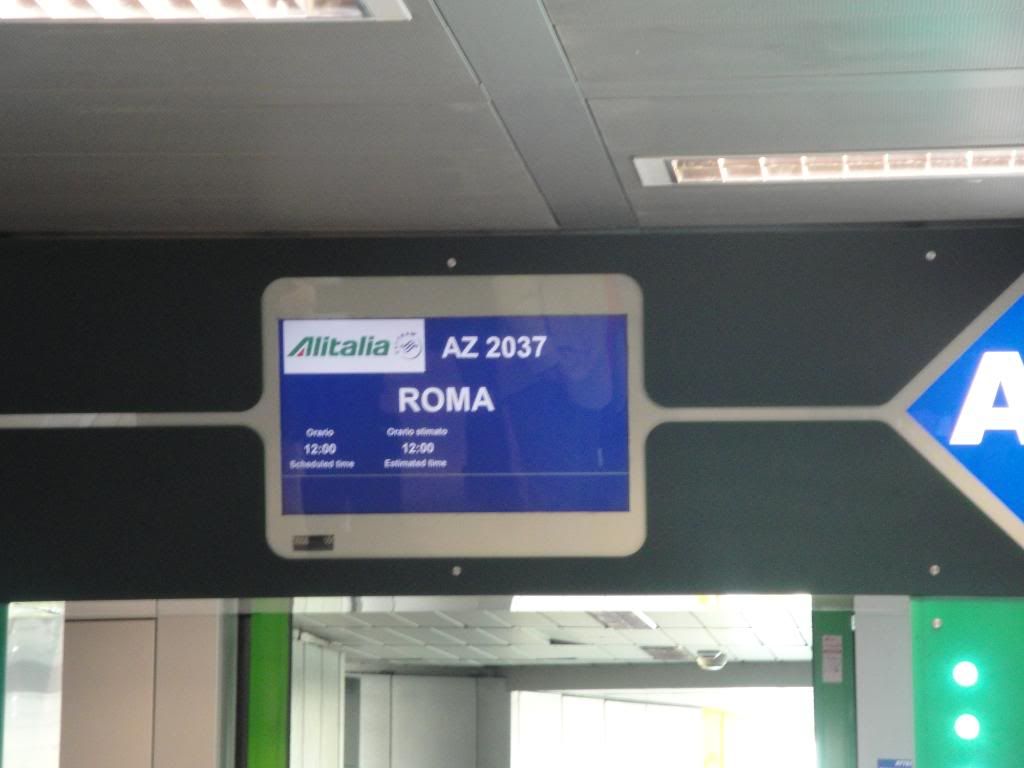 Alitalia AZ 2037
ROMA
Orario Orario stimato
12:00 12:00
Scheduled time Estimated time
A